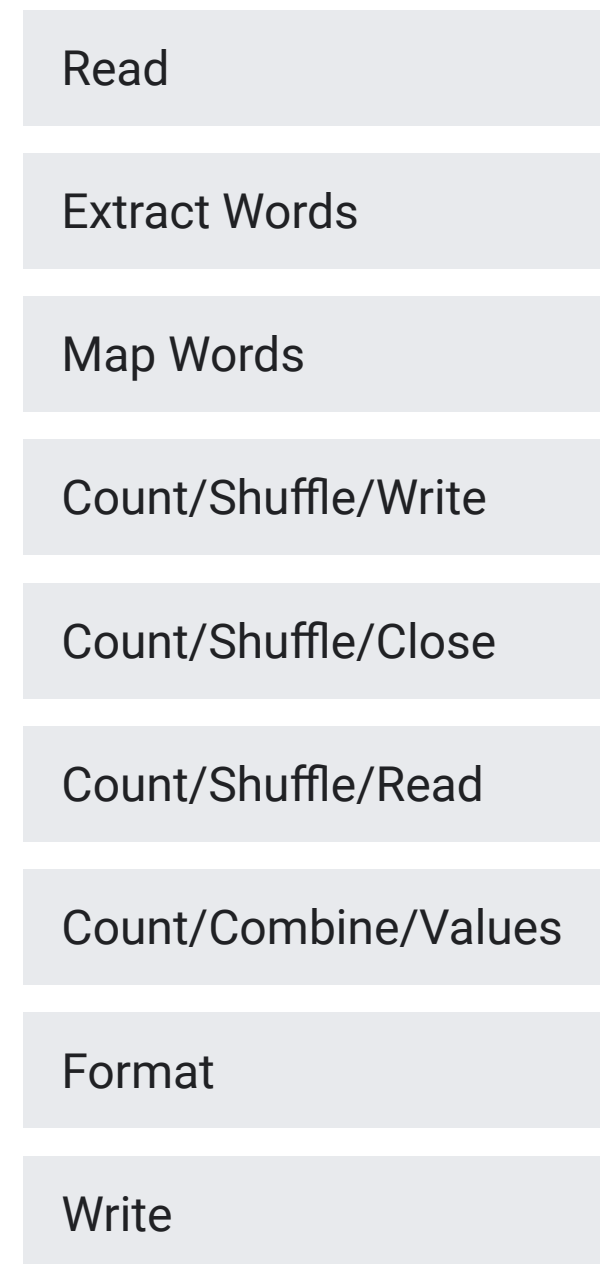 Read
Extract Words
Map Words
Count/Shuffle/Write
Count/Shuffle/Close
Count/Shuffle/Read
Count/Combine/Values
Format
Write